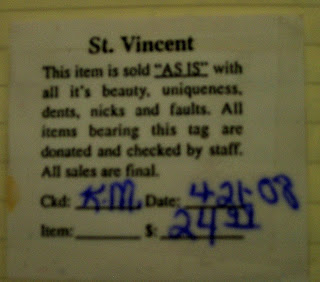 St. Vincent
This item is sold "AS IS" with
all it's beauty, uniqueness,
dents, nicks and faults. All
items bearing this tag are
donated and checked by staff.
All sales are final.
Ckd: K.M. Date: 4-21-08
Item: $: 24 99